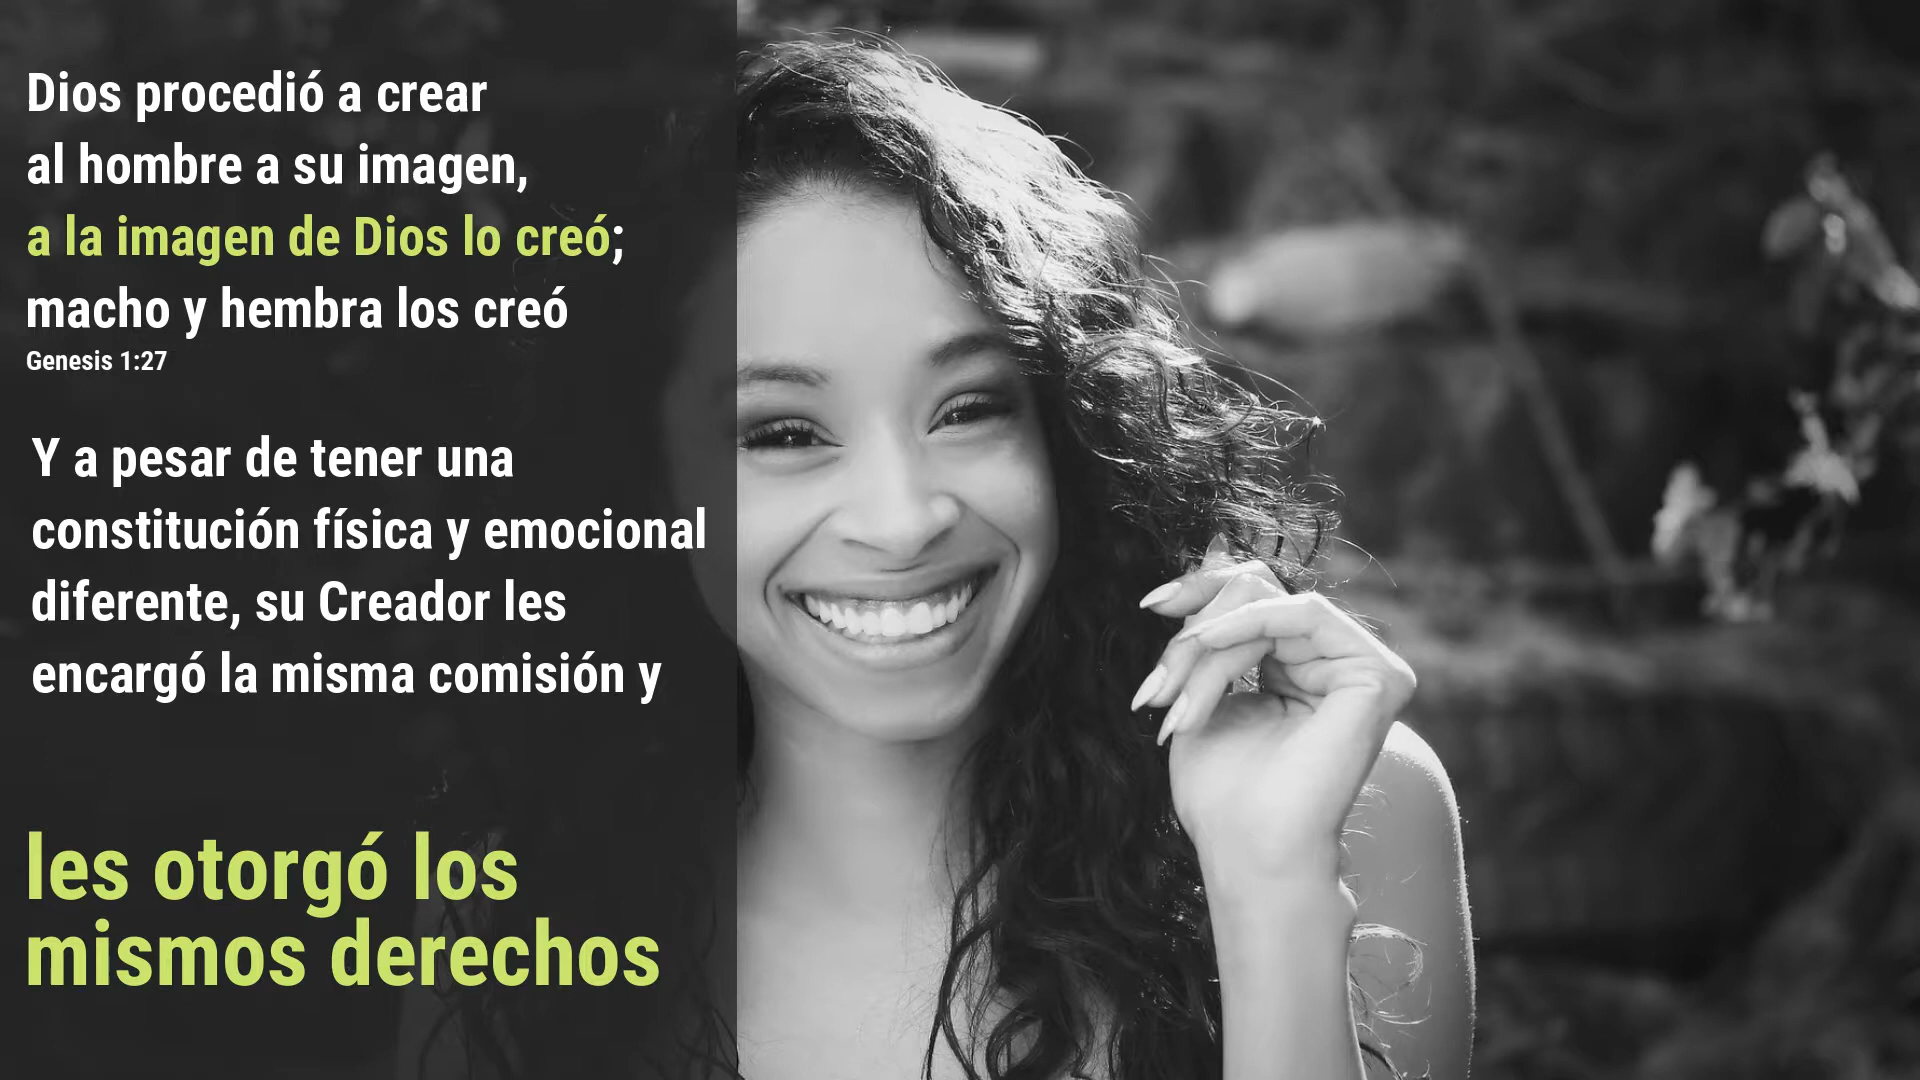 Dios procedió a crear
al hombre a su imagen,
a la imagen de Dios lo creó;
macho y hembra los creó
Genesis 1:27
Y a pesar de tener una
constitución física y emocional
diferente, su Creador les
encargó la misma comisión y
les otorgó los
mismos derechos